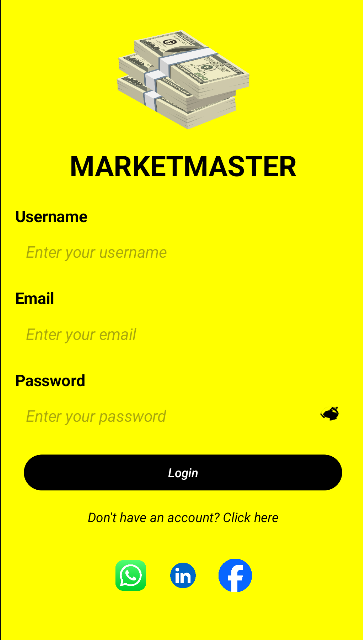 MARKETMASTER
Username
Enter your username
Email
Enter your email
Password
Enter your password
Login
Don't have an account? Click here
in
f